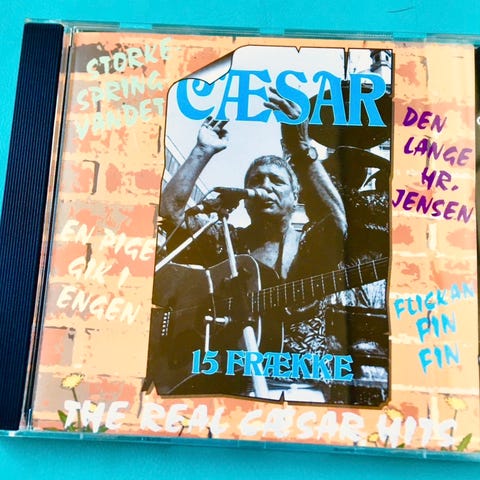 STORKE
SPRING
VANDET
CÆSAR
DEN
LANGE
HR.
JENSEN
EN PIGE
GIK I
ENGEN
FLICKAN
FIN
FIN
15 FRÆKKE
THE REAL CÆSAR HITS